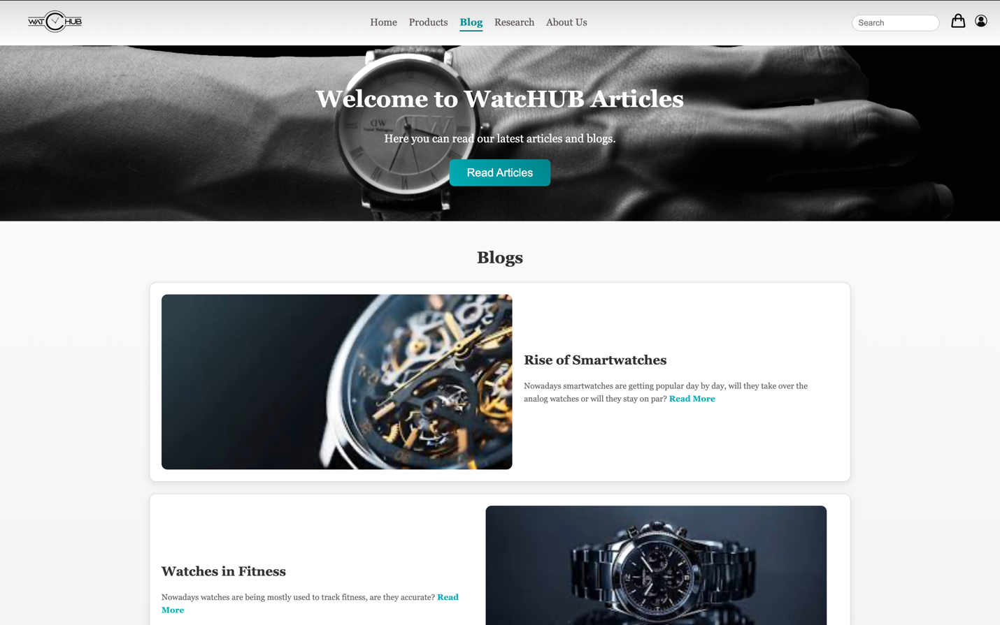 WAT HUB
Home Products Blog Research About Us
Search
Welcome to WatcHUB Articles
DW
Here you can read our latest articles and blogs.
Read Articles
Blogs
Rise of Smartwatches
Nowadays smartwatches are getting popular day by day, will they take over the
analog watches or will they stay on par? Read More
Watches in Fitness
Nowadays watches are being mostly used to track fitness, are they accurate? Read
More